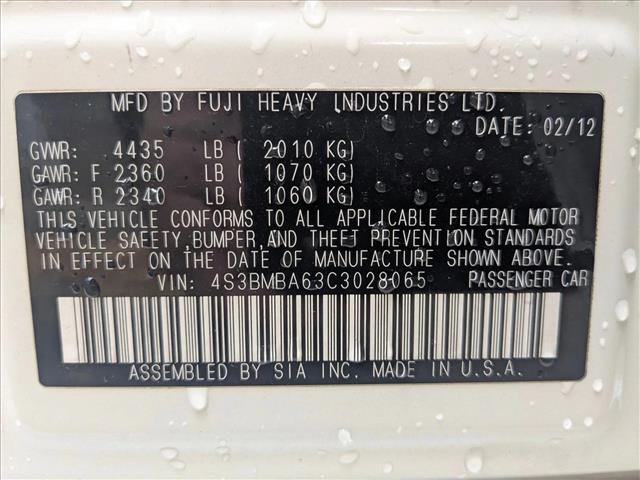 MFD BY FUJI HEAVY INDUSTRIES LTD.
DATE: 02/12
GVWR: 4435 LB ( 2010 KG)
GAWR: F 2360 LB ( 1070 KG)
GAWR: R 2340 LB ( 1060 KG)
THIS VEHICLE CONFORMS TO ALL APPLICABLE FEDERAL MOTOR
VEHICLE SAFETY, BUMPER, AND THEFT PREVENTION STANDARDS
IN EFFECT ON THE DATE OF MANUFACTURE SHOWN ABOVE.
VIN: 4S3BMBA63C3028065 PASSENGER CAR
ASSEMBLED BY SIA INC. MADE IN U.S.A.